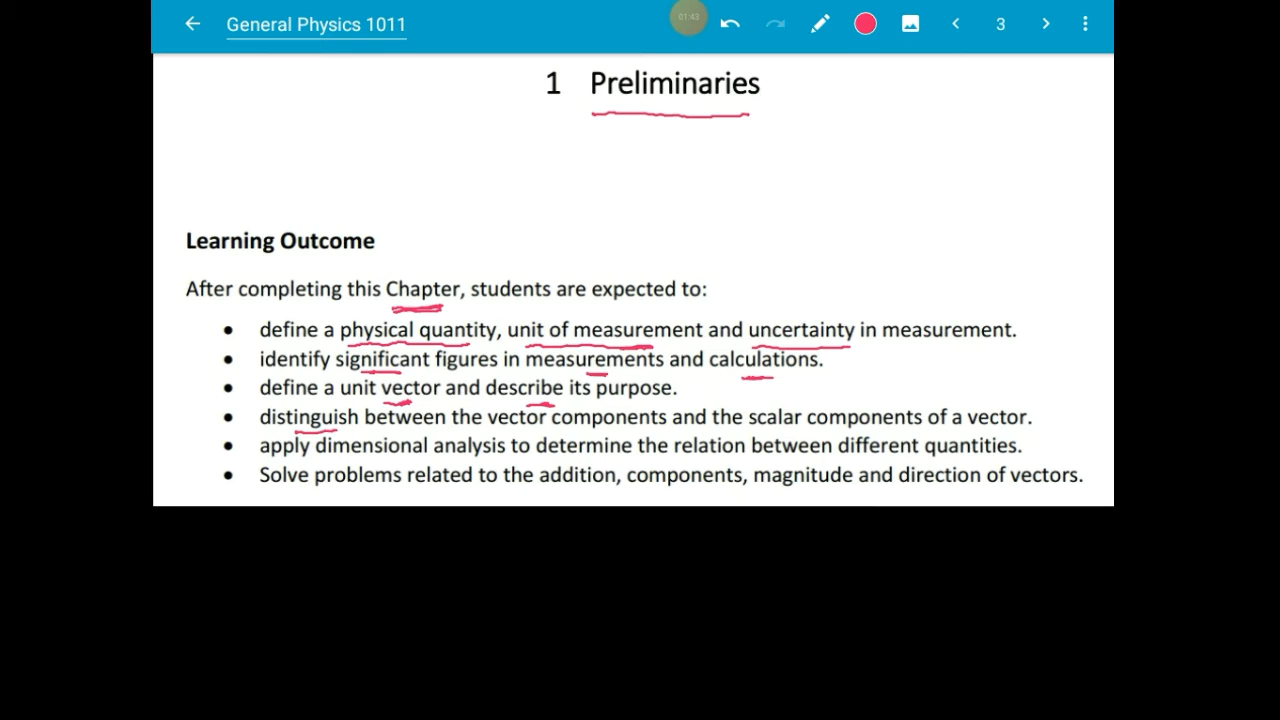 General Physics 1011
01:43
3
1 Preliminaries
Learning Outcome
After completing this Chapter, students are expected to:
• define a physical quantity, unit of measurement and uncertainty in measurement.
• identify significant figures in measurements and calculations.
• define a unit vector and describe its purpose.
• distinguish between the vector components and the scalar components of a vector.
• apply dimensional analysis to determine the relation between different quantities.
• Solve problems related to the addition, components, magnitude and direction of vectors.